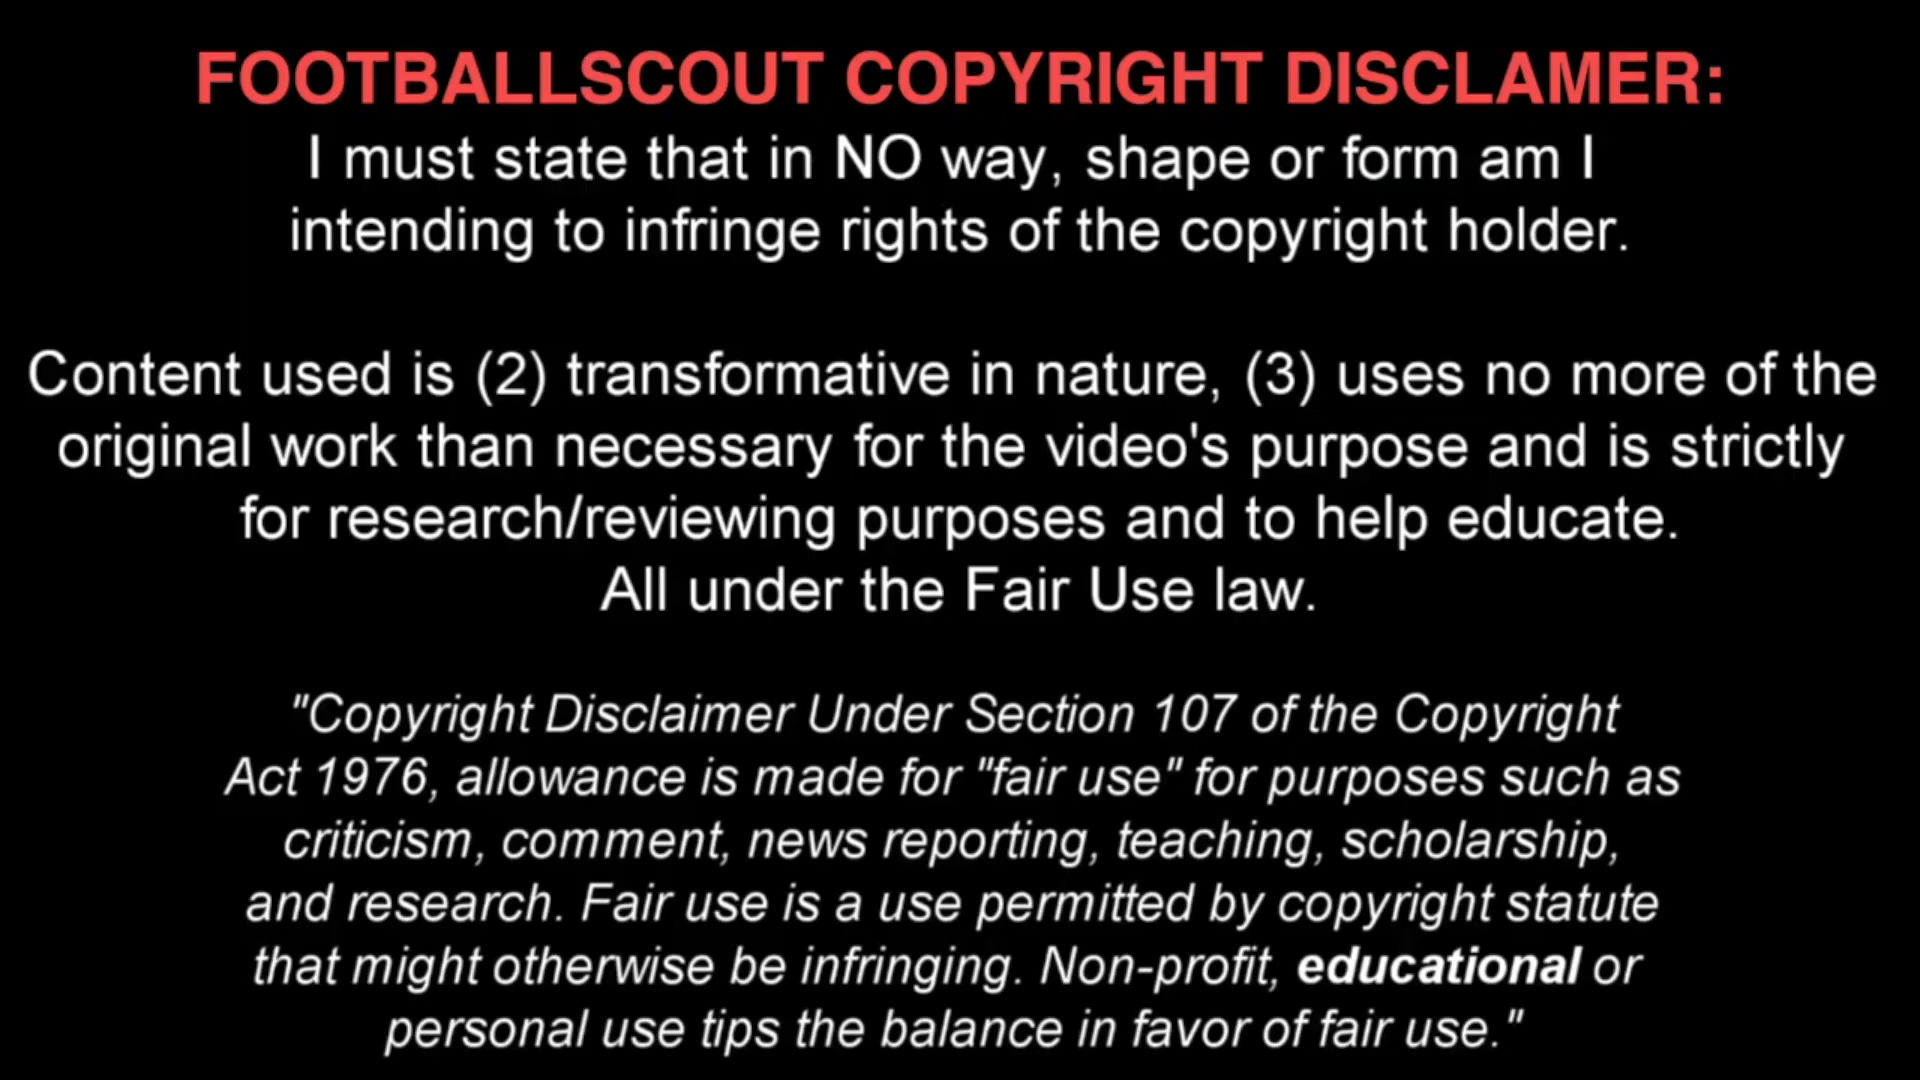 FOOTBALLSCOUT COPYRIGHT DISCLAMER:
I must state that in NO way, shape or form am I
intending to infringe rights of the copyright holder.
Content used is (2) transformative in nature, (3) uses no more of the
original work than necessary for the video's purpose and is strictly
for research/reviewing purposes and to help educate.
All under the Fair Use law.
"Copyright Disclaimer Under Section 107 of the Copyright
Act 1976, allowance is made for "fair use" for purposes such as
criticism, comment, news reporting, teaching, scholarship,
and research. Fair use is a use permitted by copyright statute
that might otherwise be infringing. Non-profit, educational or
personal use tips the balance in favor of fair use."